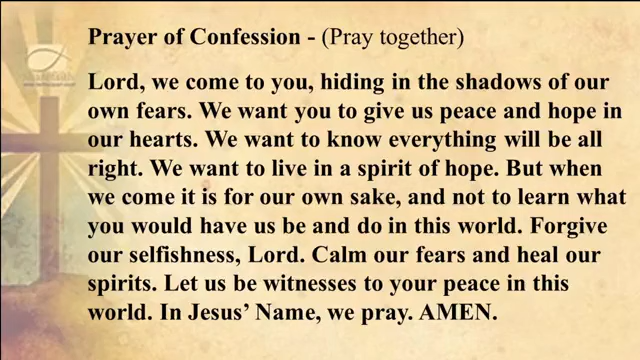 Prayer of Confession - (Pray together)
Lord, we come to you, hiding in the shadows of our
own fears. We want you to give us peace and hope in
our hearts. We want to know everything will be all
right. We want to live in a spirit of hope. But when
we come it is for our own sake, and not to learn what
you would have us be and do in this world. Forgive
our selfishness, Lord. Calm our fears and heal our
spirits. Let us be witnesses to your peace in this
world. In Jesus’ Name, we pray. AMEN.